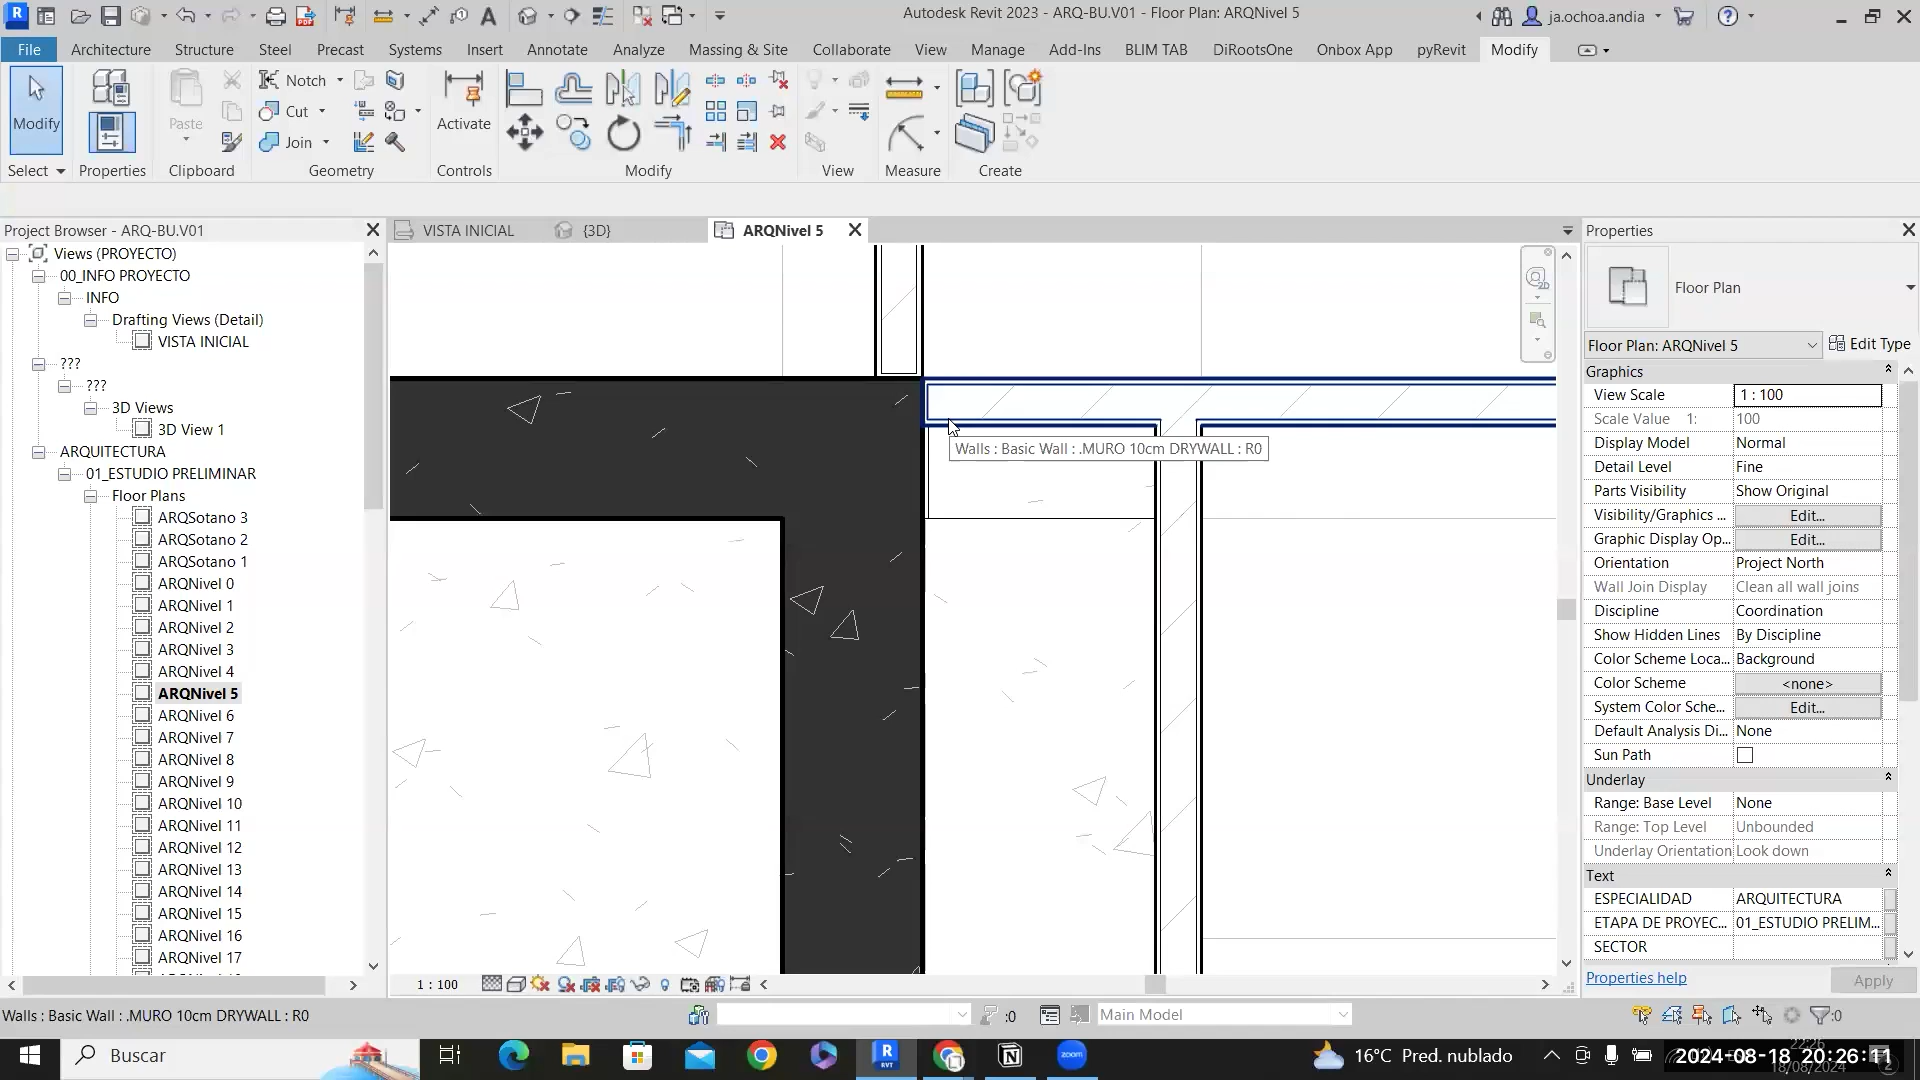 Autodesk Revit 2023 - ARQ-BU.V01 - Floor Plan: ARQNivel 5
ja.ochoa.andia
File Architecture Structure Steel Precast Systems Insert Annotate Analyze Massing & Site Collaborate View Manage Add-Ins BLIM TAB DiRootsOne Onbox App pyRevit Modify
Modify
Paste
Notch
Cut
Join
Activate
Select Properties Clipboard Geometry Controls Modify View Measure Create
Project Browser - ARQ-BU.V01
Views (PROYECTO)
00_INFO PROYECTO
INFO
Drafting Views (Detail)
VISTA INICIAL
???
???
3D Views
3D View 1
ARQUITECTURA
01_ESTUDIO PRELIMINAR
Floor Plans
ARQSotano 3
ARQSotano 2
ARQSotano 1
ARQNivel 0
ARQNivel 1
ARQNivel 2
ARQNivel 3
ARQNivel 4
ARQNivel 5
ARQNivel 6
ARQNivel 7
ARQNivel 8
ARQNivel 9
ARQNivel 10
ARQNivel 11
ARQNivel 12
ARQNivel 13
ARQNivel 14
ARQNivel 15
ARQNivel 16
ARQNivel 17
VISTA INICIAL {3D} ARQNivel 5
Walls : Basic Wall : .MURO 10cm DRYWALL : R0
1 : 100
Properties
Floor Plan
Floor Plan: ARQNivel 5 Edit Type
Graphics
View Scale 1 : 100
Scale Value 1: 100
Display Model Normal
Detail Level Fine
Parts Visibility Show Original
Visibility/Graphics ... Edit...
Graphic Display Op... Edit...
Orientation Project North
Wall Join Display Clean all wall joins
Discipline Coordination
Show Hidden Lines By Discipline
Color Scheme Loca... Background
Color Scheme <none>
System Color Sche... Edit...
Default Analysis Di... None
Sun Path
Underlay
Range: Base Level None
Range: Top Level Unbounded
Underlay Orientation Look down
Text
ESPECIALIDAD ARQUITECTURA
ETAPA DE PROYEC... 01_ESTUDIO PRELIM...
SECTOR
Properties help Apply
Walls : Basic Wall : .MURO 10cm DRYWALL : R0
:0
Main Model
:0
Buscar
R
RVT
zoom
16°C Pred. nublado
22:26
18/08/2024
2024-08-18 20:26:11